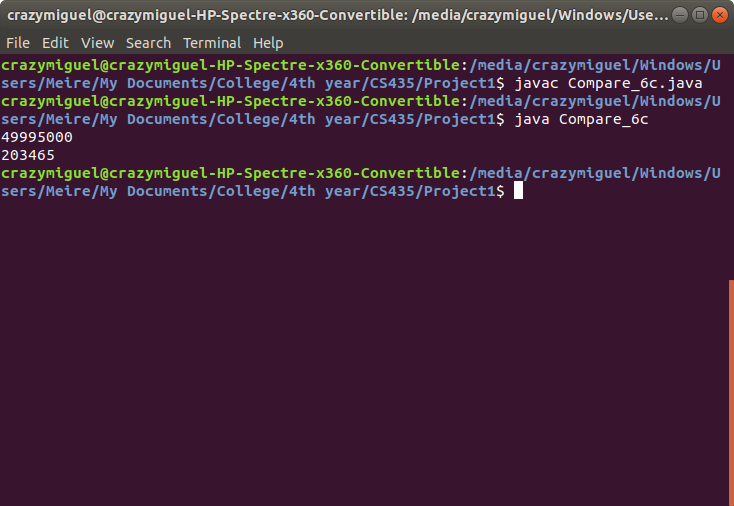 crazymiguel@crazymiguel-HP-Spectre-x360-Convertible: /media/crazymiguel/Windows/Use...
File Edit View Search Terminal Help
crazymiguel@crazymiguel-HP-Spectre-x360-Convertible:/media/crazymiguel/Windows/U
sers/Meire/My Documents/College/4th year/CS435/Project1$ javac Compare_6c.java
crazymiguel@crazymiguel-HP-Spectre-x360-Convertible:/media/crazymiguel/Windows/U
sers/Meire/My Documents/College/4th year/CS435/Project1$ java Compare_6c
49995000
203465
crazymiguel@crazymiguel-HP-Spectre-x360-Convertible:/media/crazymiguel/Windows/U
sers/Meire/My Documents/College/4th year/CS435/Project1$